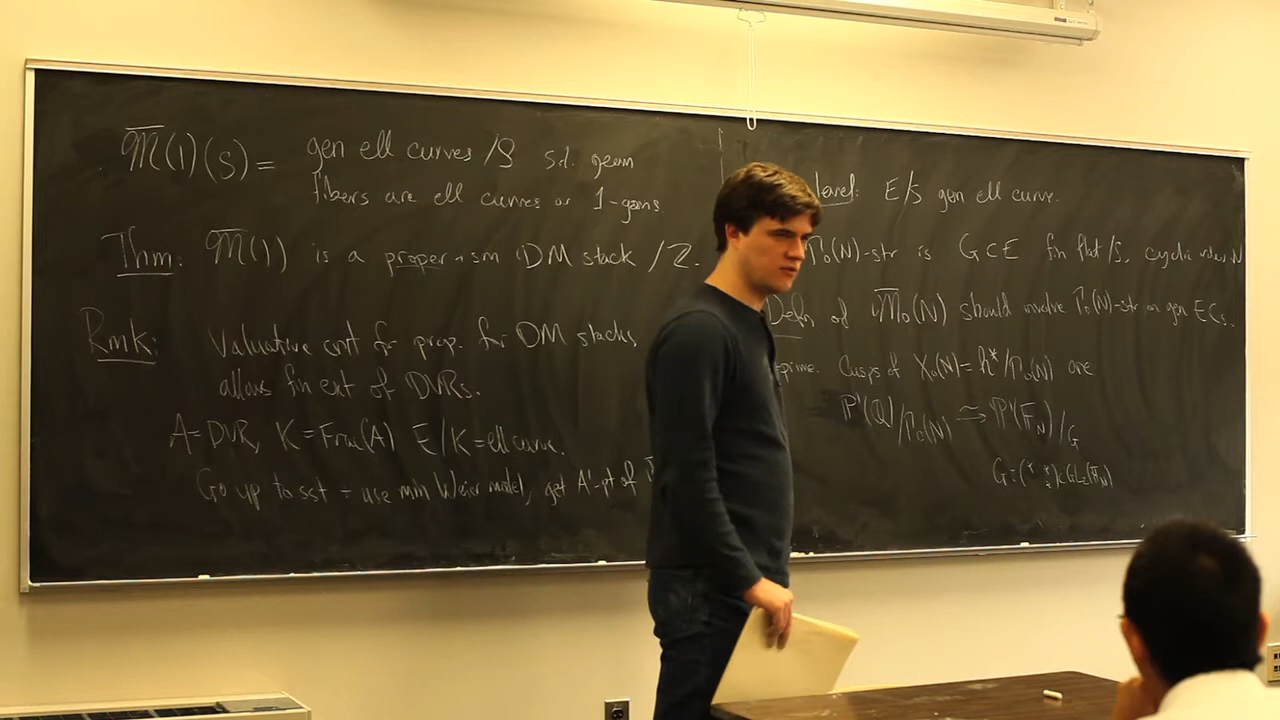 𝔐̅(1)(S) = gen ell curves /S s.t. geom
fibers are ell curves or 1-gons.
Thm: 𝔐̅(1) is a proper + sm DM stack / Z.
Rmk: Valuative crit for prop. for DM stacks
allows fin ext of DVRs.
A = DVR, K = Frac(A) E/K = ell curve.
Go up to sst + use min Weier model, get A'-pt of
level: E/S gen ell curve.
Γ₀(N)-str is G ⊂ E fin flat /S, cyclic order N
Defn of 𝔐̅₀(N) should involve Γ₀(N)-str on gen ECs.
prime. Cusps of X₀(N) = h*/Γ₀(N) are
P¹(Q)/Γ₀(N) ≅ P¹(F_N)/G
G = (* * *) ⊂ GL₂(F_N)